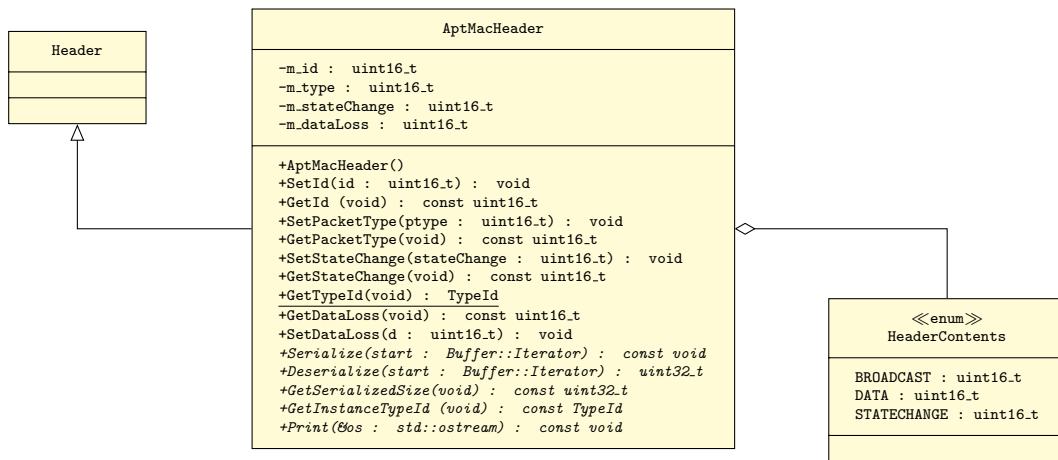 Header
AptMacHeader
-m_id : uint16_t
-m_type : uint16_t
-m_stateChange : uint16_t
-m_dataLoss : uint16_t
+AptMacHeader()
+SetId(id : uint16_t) : void
+GetId (void) : const uint16_t
+SetPacketType(ptype : uint16_t) : void
+GetPacketType(void) : const uint16_t
+SetStateChange(stateChange : uint16_t) : void
+GetStateChange(void) : const uint16_t
+GetTypeId(void) : TypeId
+GetDataLoss(void) : const uint16_t
+SetDataLoss(d : uint16_t) : void
+Serialize(start : Buffer::Iterator) : const void
+Deserialize(start : Buffer::Iterator) : uint32_t
+GetSerializedSize(void) : const uint32_t
+GetInstanceTypeId (void) : const TypeId
+Print(&os : std::ostream) : const void
≪enum≫
HeaderContents
BROADCAST : uint16_t
DATA : uint16_t
STATECHANGE : uint16_t